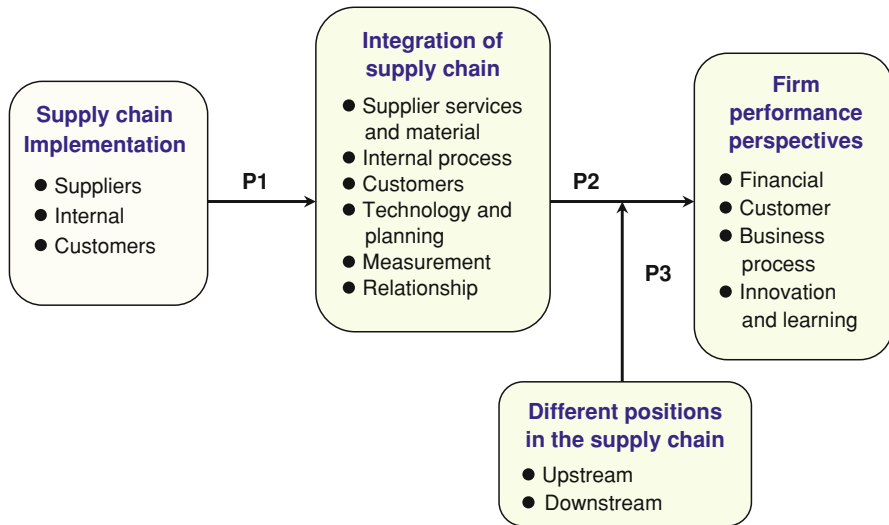 Supply chain
Implementation
● Suppliers
● Internal
● Customers
P1
Integration of
supply chain
● Supplier services
and material
● Internal process
● Customers
● Technology and
planning
● Measurement
● Relationship
P2
P3
Firm
performance
perspectives
● Financial
● Customer
● Business
process
● Innovation
and learning
Different positions
in the supply chain
● Upstream
● Downstream